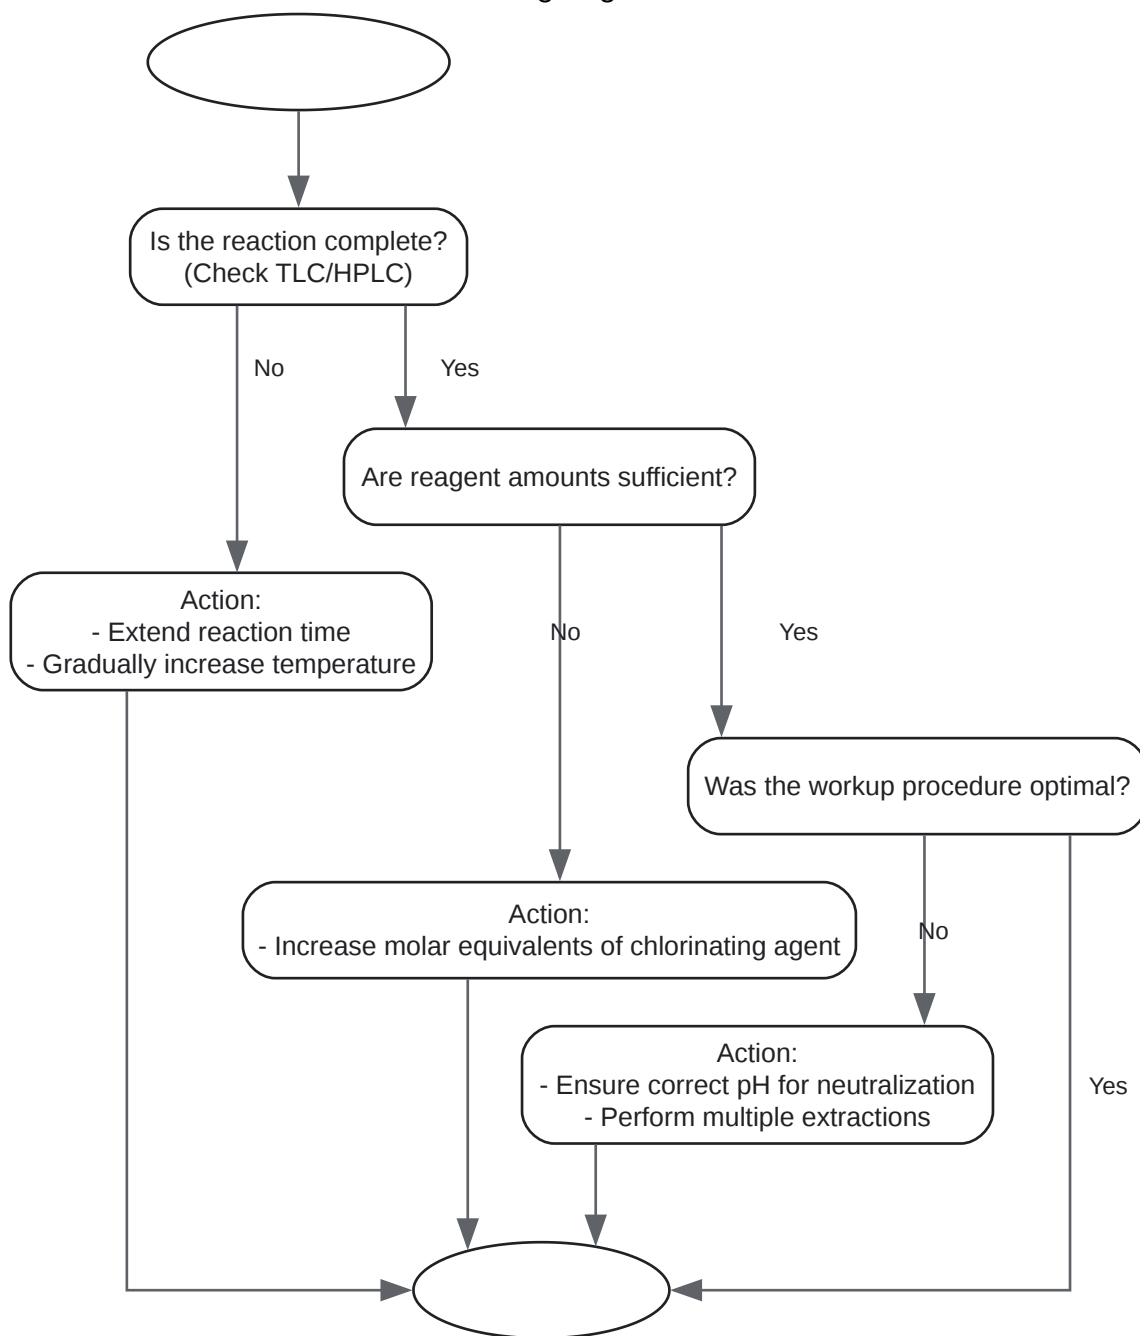 Is the reaction complete?
(Check TLC/HPLC)
No
Yes
Are reagent amounts sufficient?
Action:
- Extend reaction time
- Gradually increase temperature
No
Yes
Was the workup procedure optimal?
Action:
- Increase molar equivalents of chlorinating agent
No
Action:
- Ensure correct pH for neutralization
- Perform multiple extractions
Yes